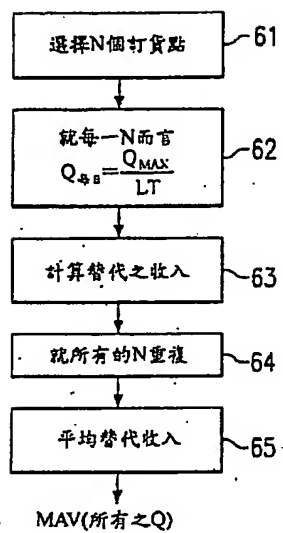 選擇N個訂貨點
61
就每一N而言
Q每日=QMAX/LT
62
計算替代之收入
63
就所有的N重複
64
平均替代收入
65
MAV(所有之Q)